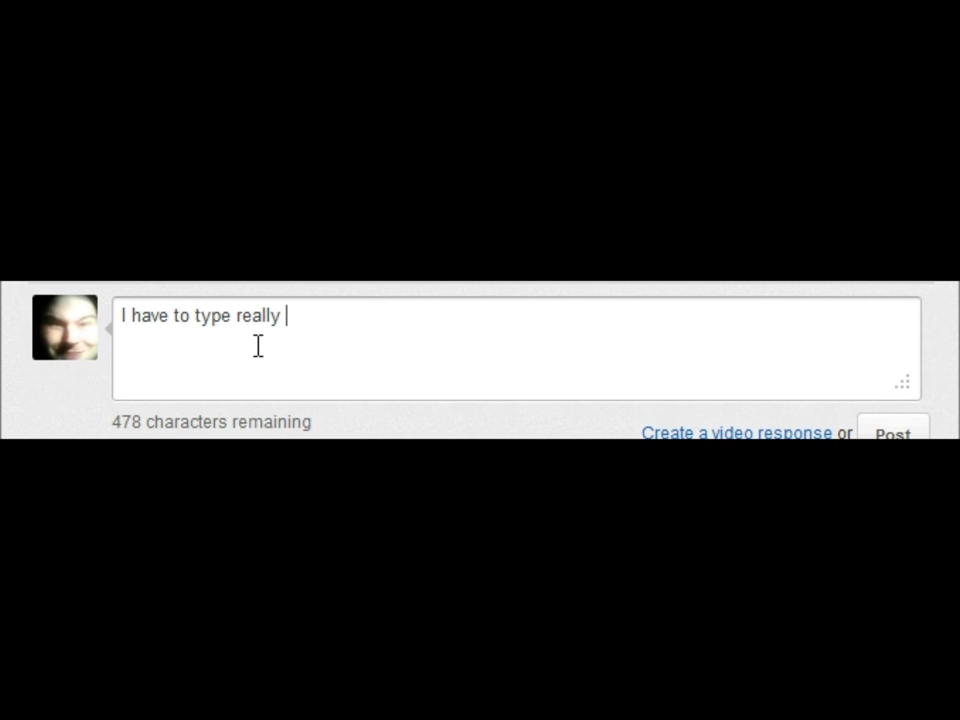 I have to type really
478 characters remaining
Create a video response or Post